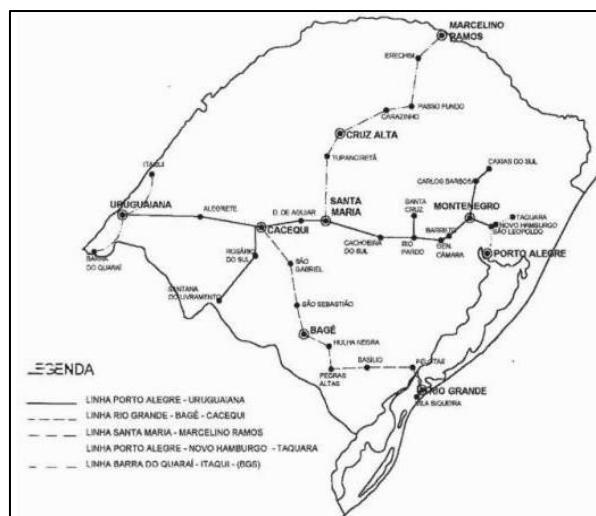 MARCELINO
RAMOS
ERECHIM
PASSO FUNDO
CARAZINHO
CRUZ ALTA
TUPANCIRETÃ
CAXIAS DO SUL
CARLOS BARBOSA
ITAQUI
URUGUAIANA
ALEGRETE
D. DE AGUIAR
SANTA
MARIA
SANTA
CRUZ
MONTENEGRO
TAQUARA
NOVO HAMBURGO
SÃO LEOPOLDO
CACEQUI
CACHOEIRA
DO SUL
RIO
PARDO
BARRETO
GEN.
CÂMARA
PORTO ALEGRE
BARRA
DO QUARAÍ
ROSÁRIO
DO SUL
SÃO
GABRIEL
SANTANA
DO LIVRAMENTO
SÃO SEBASTIÃO
BAGÉ
HULHA NEGRA
PEDRAS
ALTAS
BASÍLIO
PELOTAS
RIO GRANDE
VILA SIQUEIRA
LEGENDA
LINHA PORTO ALEGRE - URUGUAIANA
LINHA RIO GRANDE - BAGÉ - CACEQUI
LINHA SANTA MARIA - MARCELINO RAMOS
LINHA PORTO ALEGRE - NOVO HAMBURGO - TAQUARA
LINHA BARRA DO QUARAÍ - ITAQUI - (BGS)